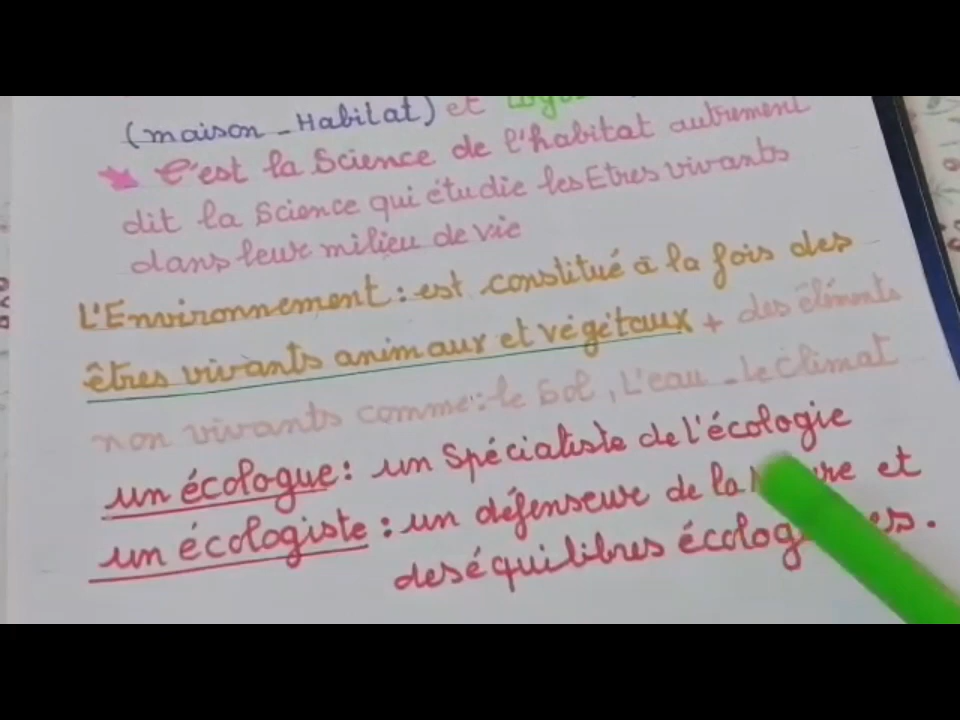 (maison - Habitat) et
C'est la Science de l'habitat autrement
dit la Science qui étudie les Etres vivants
dans leur milieu de vie
L'Environnement : est constitué à la fois des
êtres vivants animaux et végétaux + des éléments
non vivants comme : le Sol, L'eau - le climat
un écologue : un Spécialiste de l'écologie
un écologiste : un défenseur de la et
des équilibres